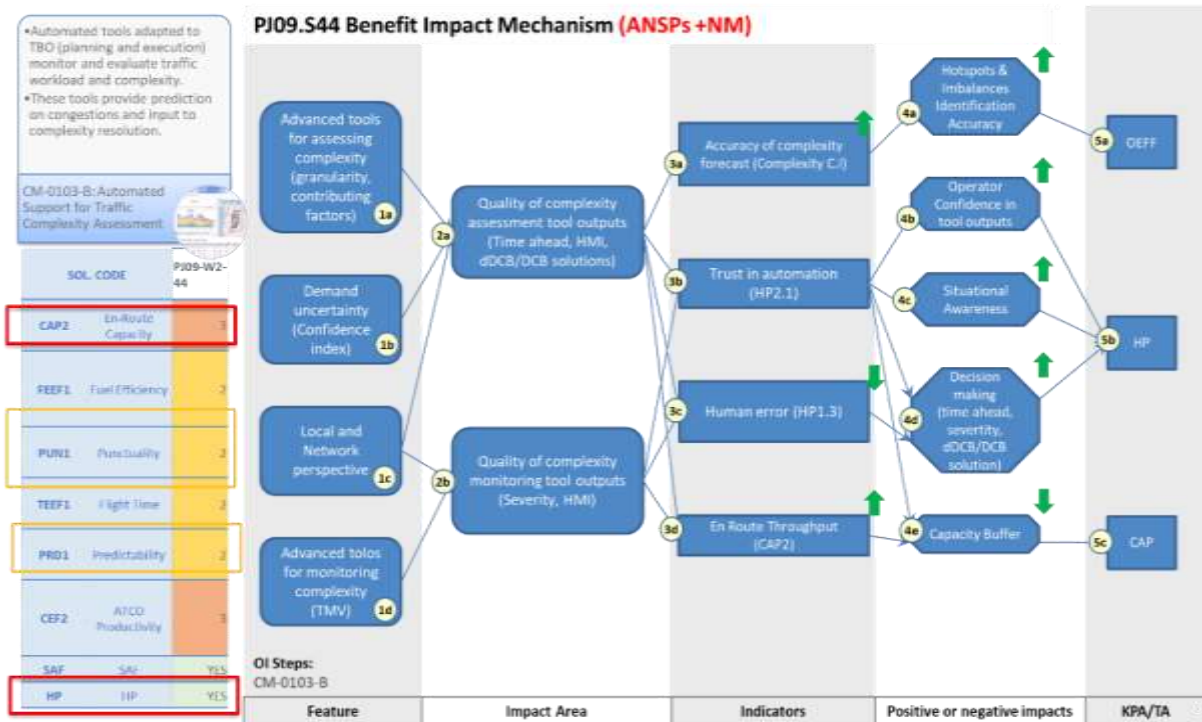 PJ09.S44 Benefit Impact Mechanism (ANSPs +NM)
•Automated tools adapted to
TBO (planning and execution)
monitor and evaluate traffic
workload and complexity.
•These tools provide prediction
on congestions and input to
complexity resolution.
CM-0103-B: Automated
Support for Traffic
Complexity Assessment
SOL. CODE
PJ09-W2-
44
CAP2 En-Route
Capacity 3
FEEF1 Fuel Efficiency 2
PUN1 Punctuality 2
TEEF1 Flight Time 2
PRD1 Predictability 2
CEF2 ATCO
Productivity 3
SAF SAF YES
HP HP YES
Advanced tools
for assessing
complexity
(granularity,
contributing
factors)
1a
Demand
uncertainty
(Confidence
index)
1b
Local and
Network
perspective
1c
Advanced tolos
for monitoring
complexity
(TMV)
1d
OI Steps:
CM-0103-B
2a
Quality of complexity
assessment tool outputs
(Time ahead, HMI,
dDCB/DCB solutions)
2b
Quality of complexity
monitoring tool outputs
(Severity, HMI)
3a
Accuracy of complexity
forecast (Complexity C.I)
3b
Trust in automation
(HP2.1)
3c
Human error (HP1.3)
3d
En Route Throughput
(CAP2)
4a
Hotspots &
Imbalances
Identification
Accuracy
4b
Operator
Confidence in
tool outputs
4c
Situational
Awareness
4d
Decision
making
(time ahead,
severtity,
dDCB/DCB
solution)
4e
Capacity Buffer
5a
OEFF
5b
HP
5c
CAP
Feature
Impact Area
Indicators
Positive or negative impacts
KPA/TA